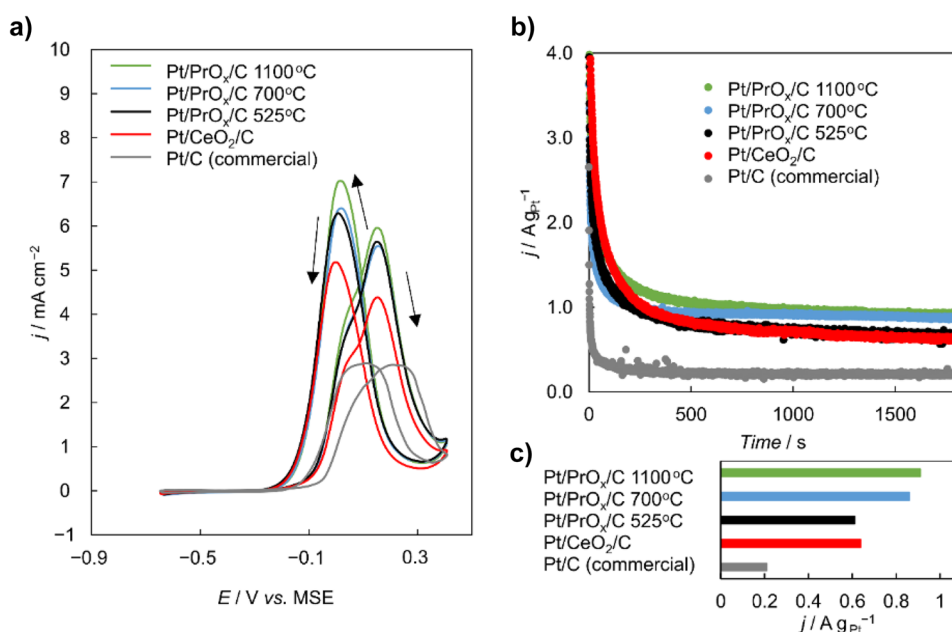 a)
10
9
8
7
6
5
4
3
2
1
0
−1
j / mA cm⁻²
Pt/PrOₓ/C 1100°C
Pt/PrOₓ/C 700°C
Pt/PrOₓ/C 525°C
Pt/CeO₂/C
Pt/C (commercial)
−0.9
−0.5
−0.1
0.3
E / V vs. MSE
b)
4.0
3.0
2.0
1.0
0.0
j / Ag_Pt⁻¹
Pt/PrOₓ/C 1100°C
Pt/PrOₓ/C 700°C
Pt/PrOₓ/C 525°C
Pt/CeO₂/C
Pt/C (commercial)
0
500
1000
1500
Time / s
c)
Pt/PrOₓ/C 1100°C
Pt/PrOₓ/C 700°C
Pt/PrOₓ/C 525°C
Pt/CeO₂/C
Pt/C (commercial)
0
0.2
0.4
0.6
0.8
1
j / A g_Pt⁻¹